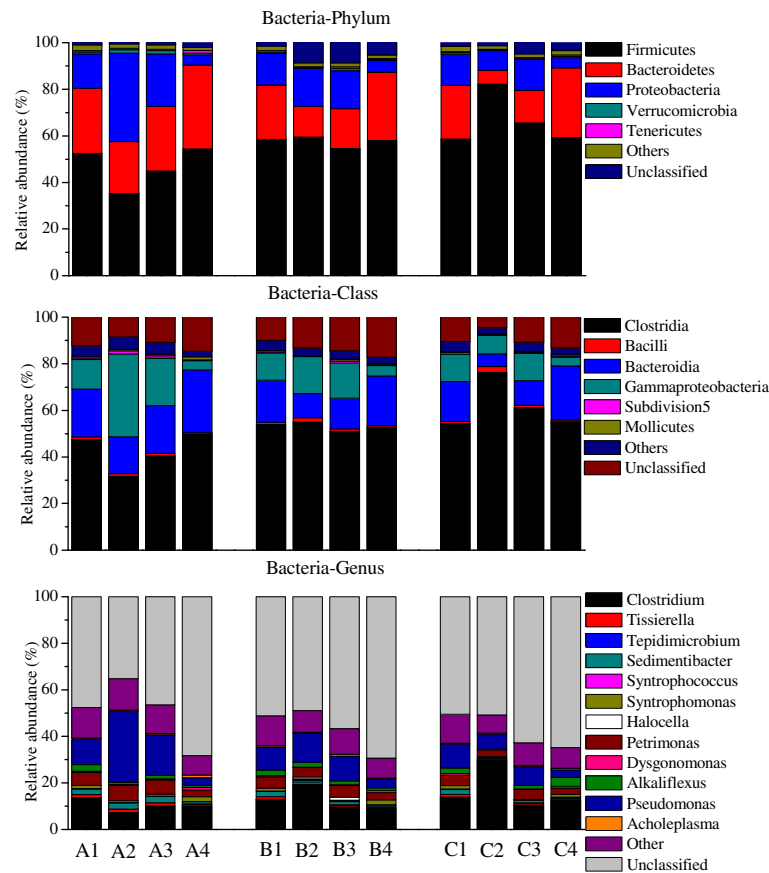 Bacteria-Phylum
Relative abundance (%)
100
80
60
40
20
0
Firmicutes
Bacteroidetes
Proteobacteria
Verrucomicrobia
Tenericutes
Others
Unclassified
Bacteria-Class
Relative abundance (%)
100
80
60
40
20
0
Clostridia
Bacilli
Bacteroidia
Gammaproteobacteria
Subdivision5
Mollicutes
Others
Unclassified
Bacteria-Genus
Relative abundance (%)
100
80
60
40
20
0
Clostridium
Tissierella
Tepidimicrobium
Sedimentibacter
Syntrophococcus
Syntrophomonas
Halocella
Petrimonas
Dysgonomonas
Alkaliflexus
Pseudomonas
Acholeplasma
Other
Unclassified
A1 A2 A3 A4 B1 B2 B3 B4 C1 C2 C3 C4